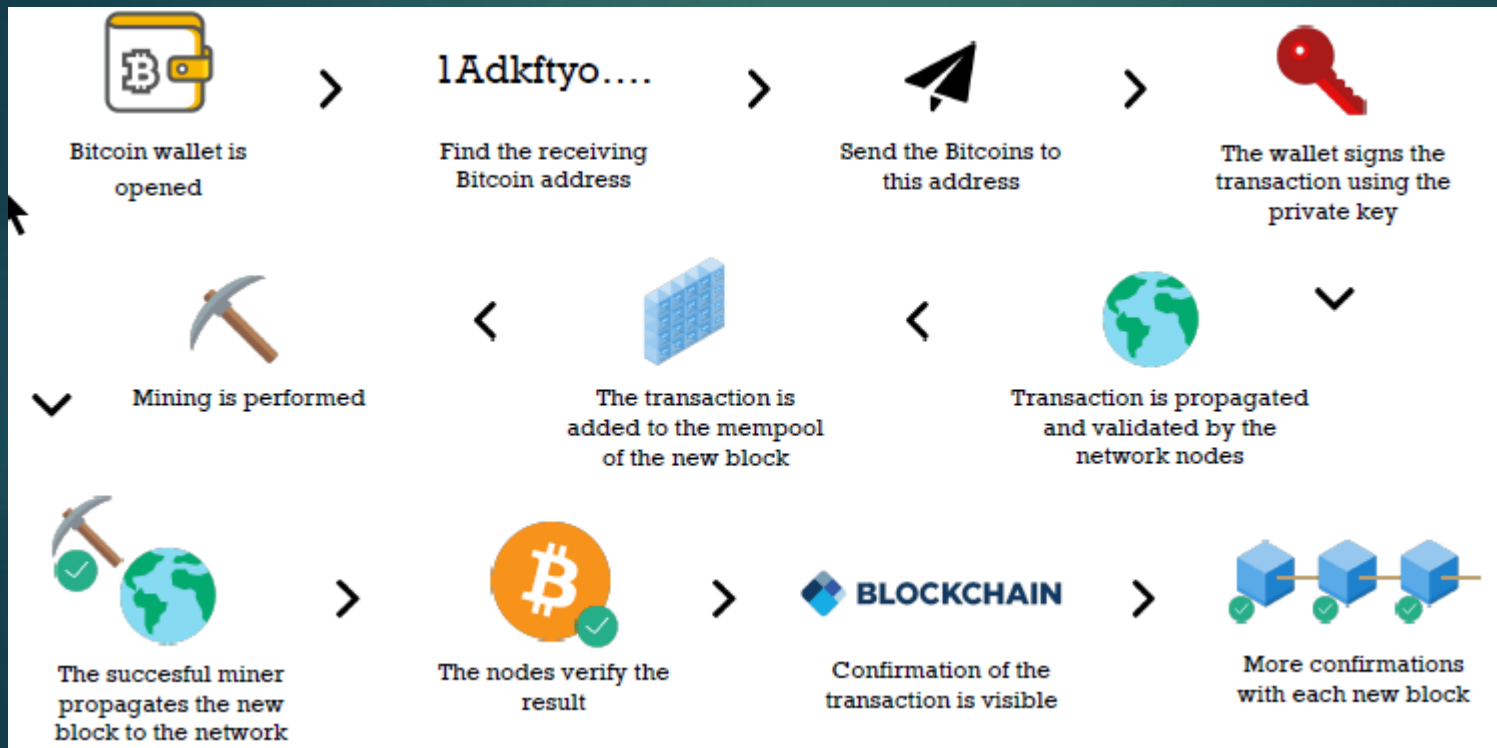 1Adkftyo....
Bitcoin wallet is
opened
Find the receiving
Bitcoin address
Send the Bitcoins to
this address
The wallet signs the
transaction using the
private key
Transaction is propagated
and validated by the
network nodes
The transaction is
added to the mempool
of the new block
Mining is performed
The succesful miner
propagates the new
block to the network
The nodes verify the
result
BLOCKCHAIN
Confirmation of the
transaction is visible
More confirmations
with each new block